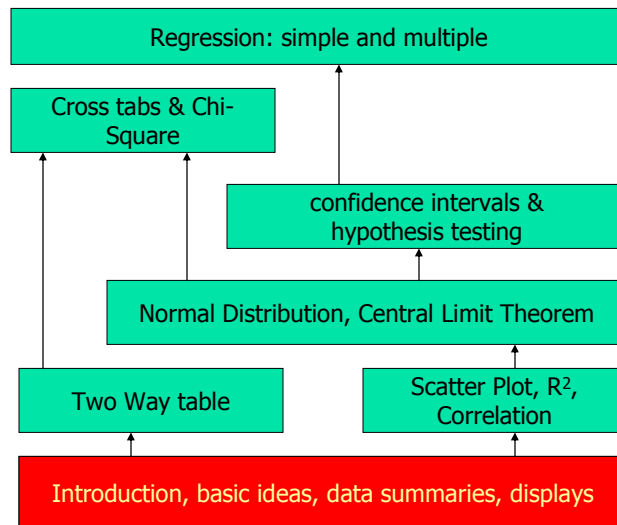 Regression: simple and multiple
Cross tabs & Chi-
Square
confidence intervals &
hypothesis testing
Normal Distribution, Central Limit Theorem
Two Way table
Scatter Plot, R²,
Correlation
Introduction, basic ideas, data summaries, displays